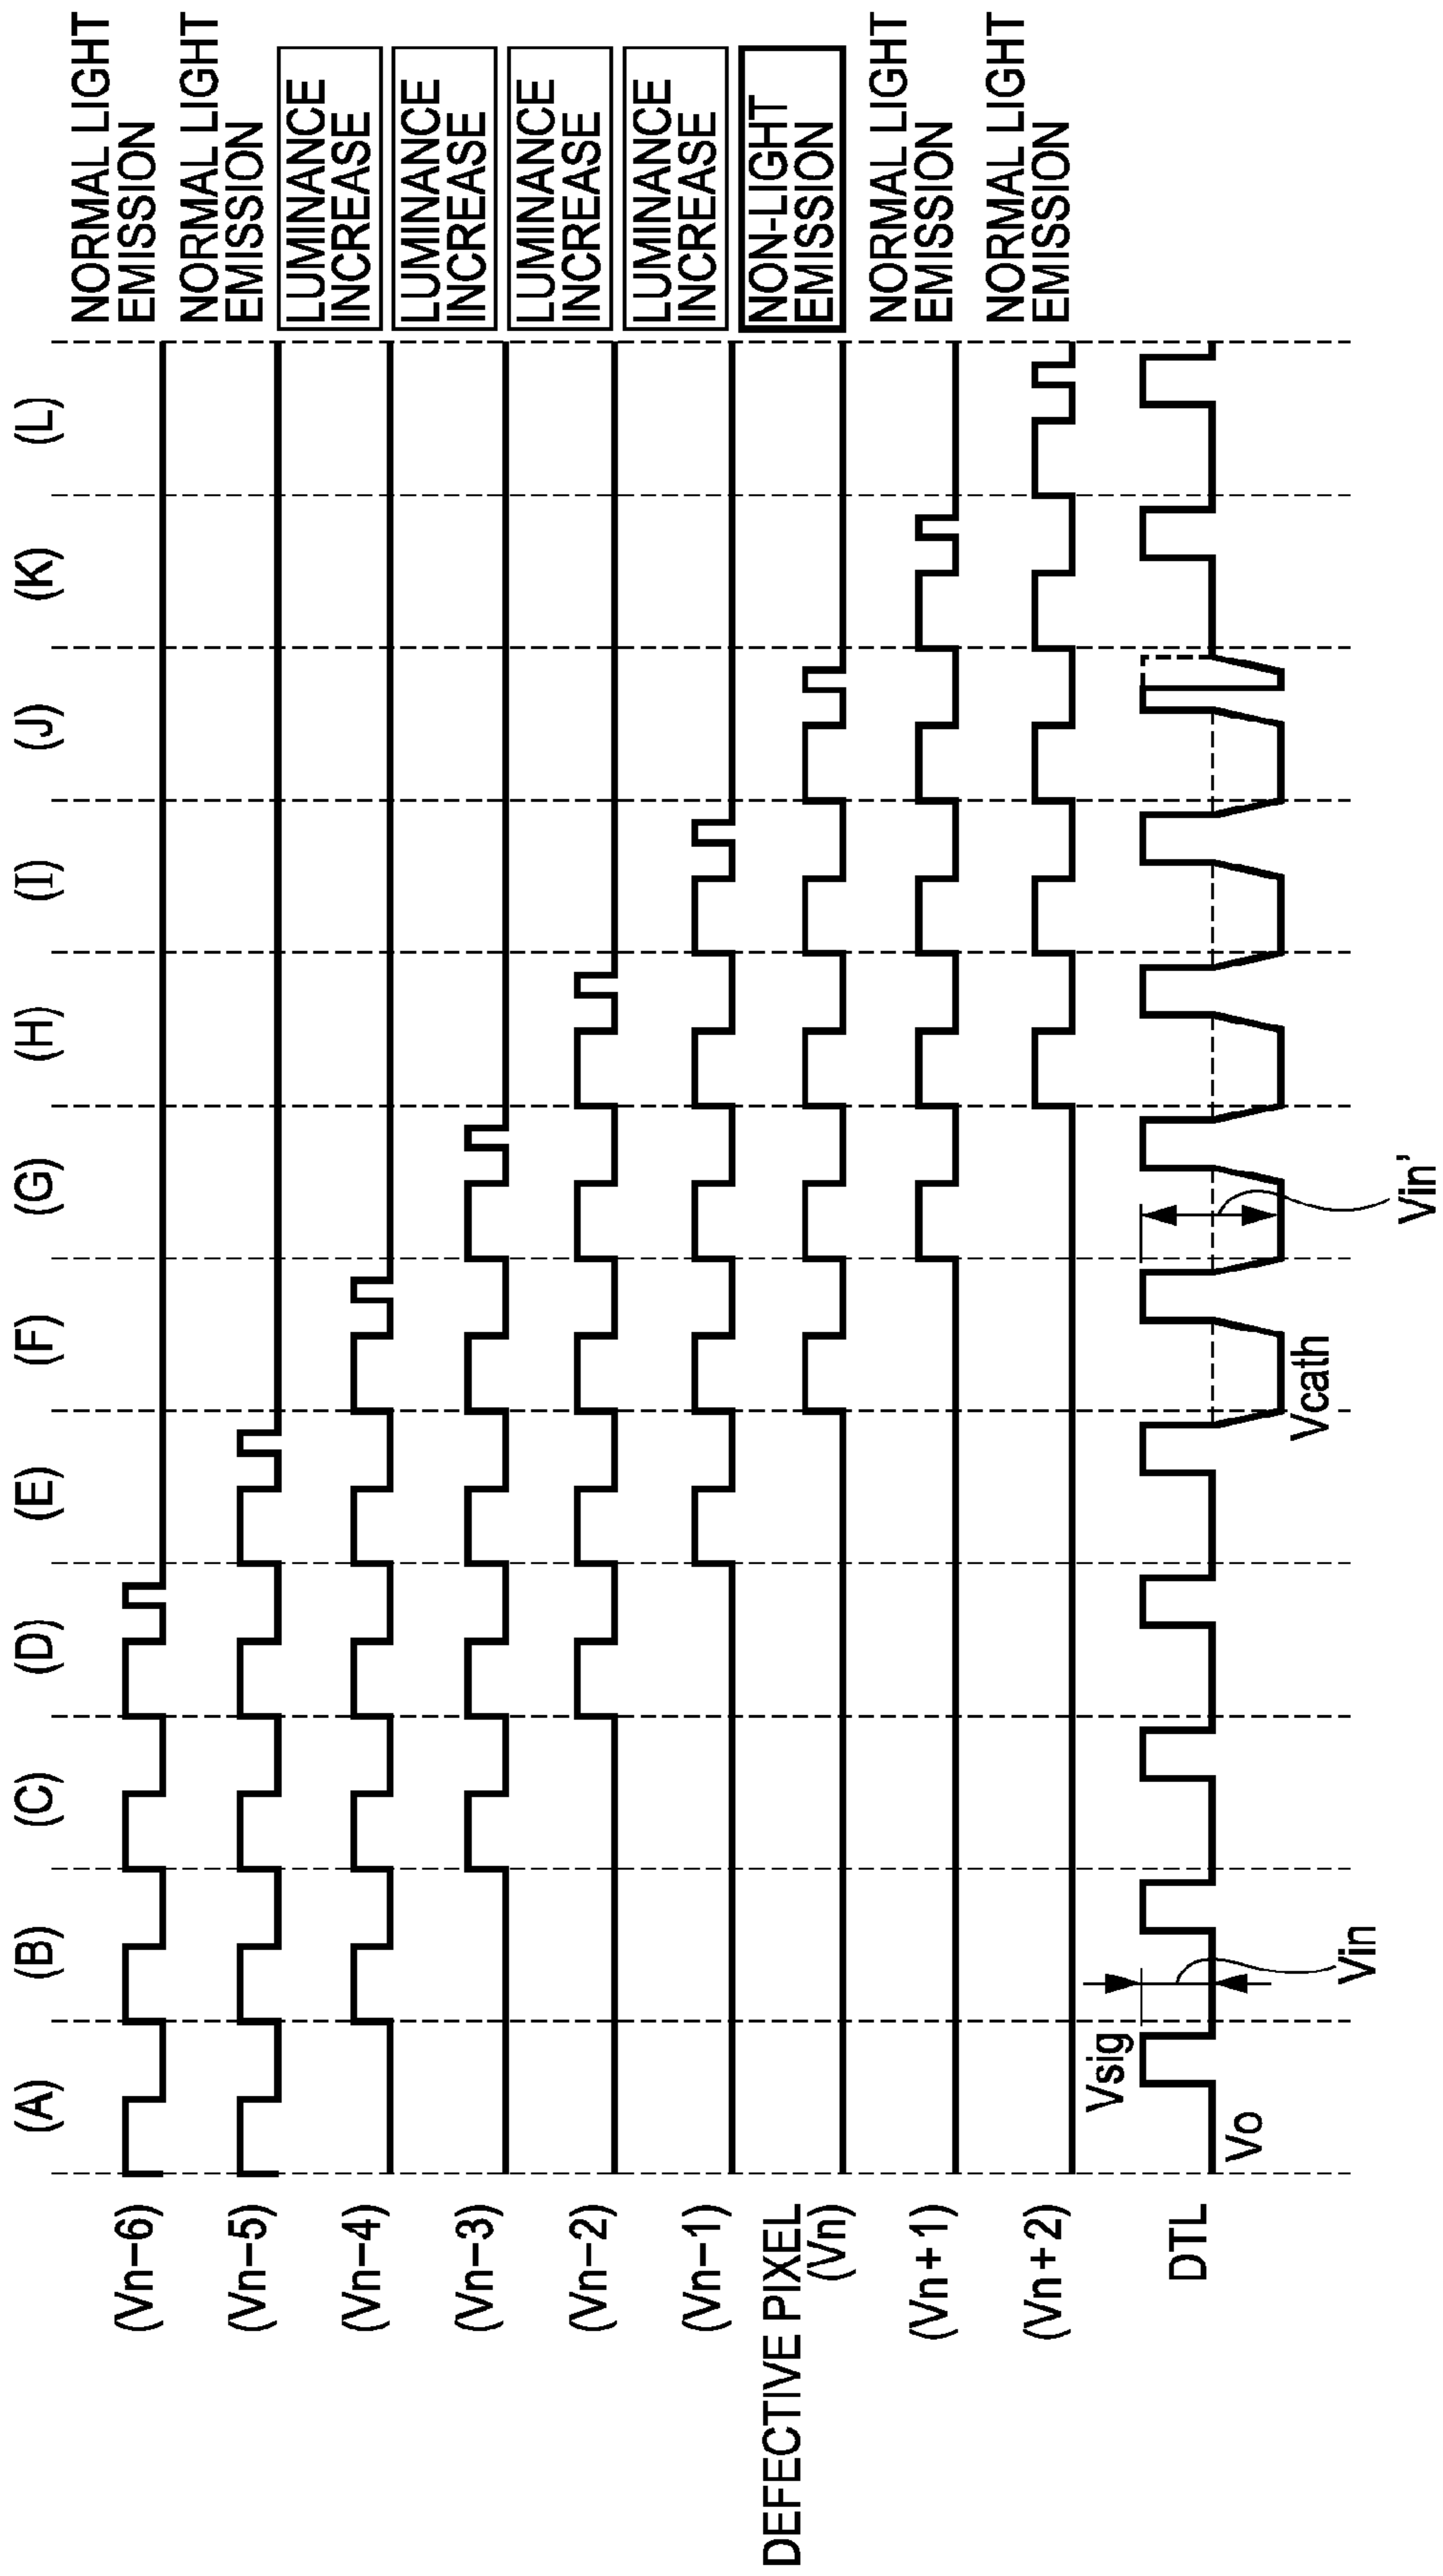 (A)
(B)
(C)
(D)
(E)
(F)
(G)
(H)
(I)
(J)
(K)
(L)
(Vn−6)
NORMAL LIGHT
EMISSION
(Vn−5)
NORMAL LIGHT
EMISSION
(Vn−4)
LUMINANCE
INCREASE
(Vn−3)
LUMINANCE
INCREASE
(Vn−2)
LUMINANCE
INCREASE
(Vn−1)
LUMINANCE
INCREASE
DEFECTIVE PIXEL
(Vn)
NON-LIGHT
EMISSION
(Vn+1)
NORMAL LIGHT
EMISSION
(Vn+2)
NORMAL LIGHT
EMISSION
DTL
Vsig
Vo
Vin
Vcath
Vin'